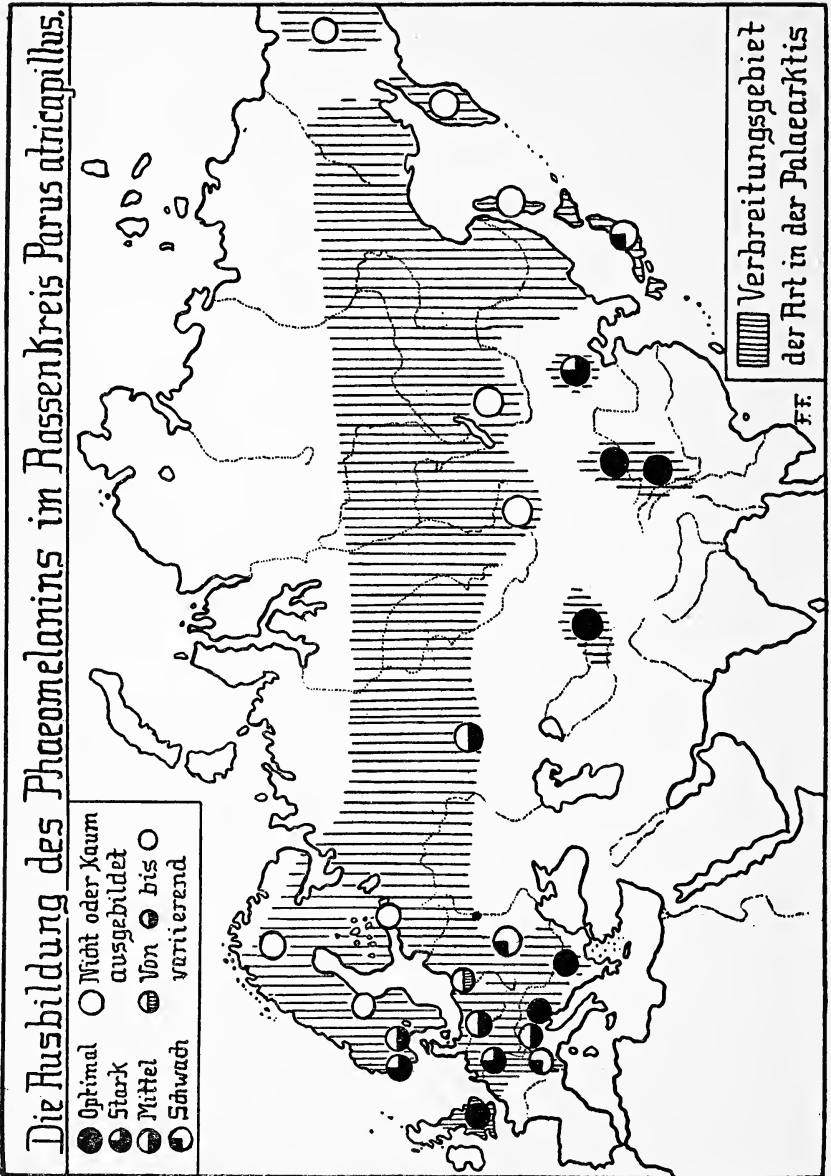 Die Ausbildung des Phaeomelanins im Rassenkreis Parus atricapillus.
Optimal
Stark
Mittel
Schwach
Nicht oder Kaum
ausgebildet
Von bis
variierend
Verbreitungsgebiet
der Art in der Palaearktis
F.F.